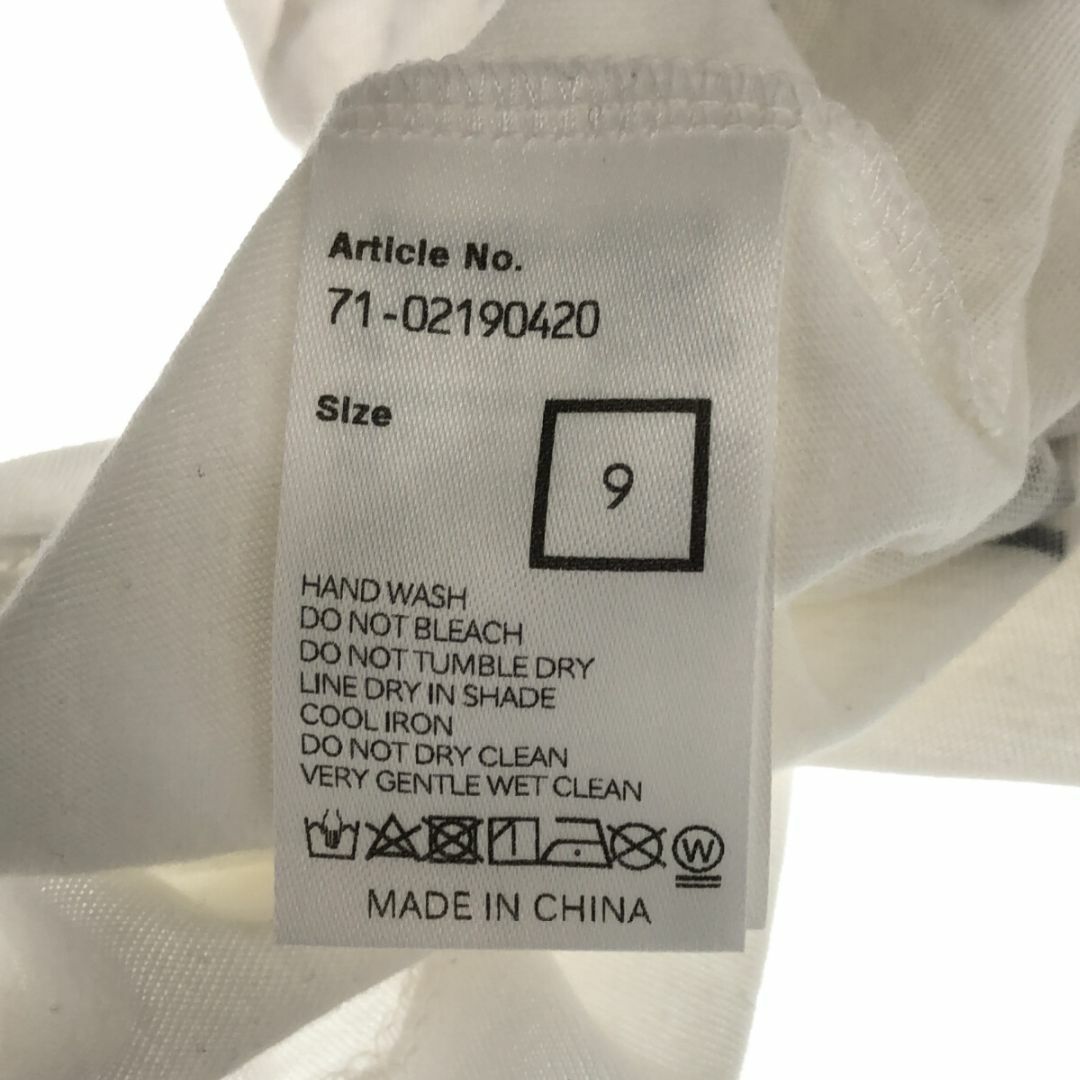 Article No.
71-02190420
Size
9
HAND WASH
DO NOT BLEACH
DO NOT TUMBLE DRY
LINE DRY IN SHADE
COOL IRON
DO NOT DRY CLEAN
VERY GENTLE WET CLEAN
W
MADE IN CHINA